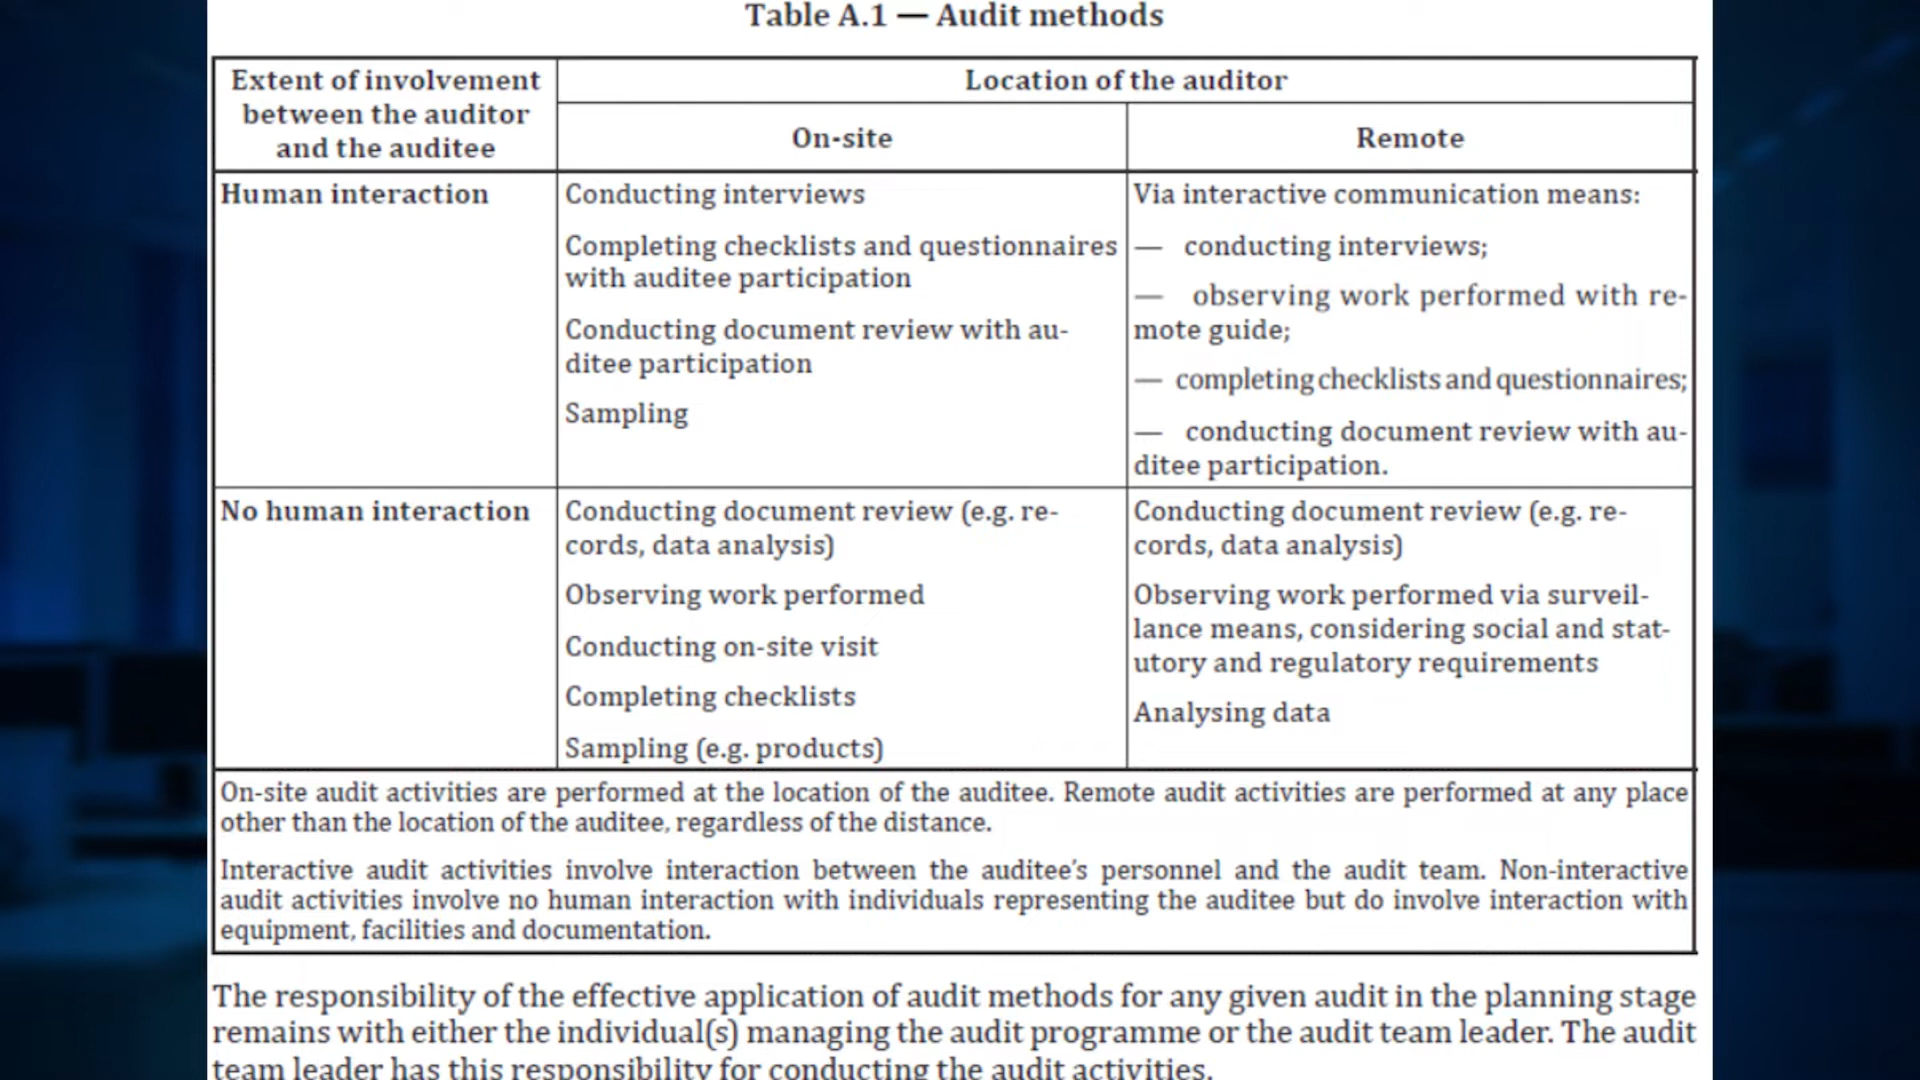 Table A.1 — Audit methods
Extent of involvement
between the auditor
and the auditee
Location of the auditor
On-site
Remote
Human interaction
Conducting interviews
Completing checklists and questionnaires
with auditee participation
Conducting document review with au-
ditee participation
Sampling
Via interactive communication means:
— conducting interviews;
— observing work performed with re-
mote guide;
— completing checklists and questionnaires;
— conducting document review with au-
ditee participation.
No human interaction
Conducting document review (e.g. re-
cords, data analysis)
Observing work performed
Conducting on-site visit
Completing checklists
Sampling (e.g. products)
Conducting document review (e.g. re-
cords, data analysis)
Observing work performed via surveil-
lance means, considering social and stat-
utory and regulatory requirements
Analysing data
On-site audit activities are performed at the location of the auditee. Remote audit activities are performed at any place
other than the location of the auditee, regardless of the distance.
Interactive audit activities involve interaction between the auditee's personnel and the audit team. Non-interactive
audit activities involve no human interaction with individuals representing the auditee but do involve interaction with
equipment, facilities and documentation.
The responsibility of the effective application of audit methods for any given audit in the planning stage
remains with either the individual(s) managing the audit programme or the audit team leader. The audit
team leader has this responsibility for conducting the audit activities.